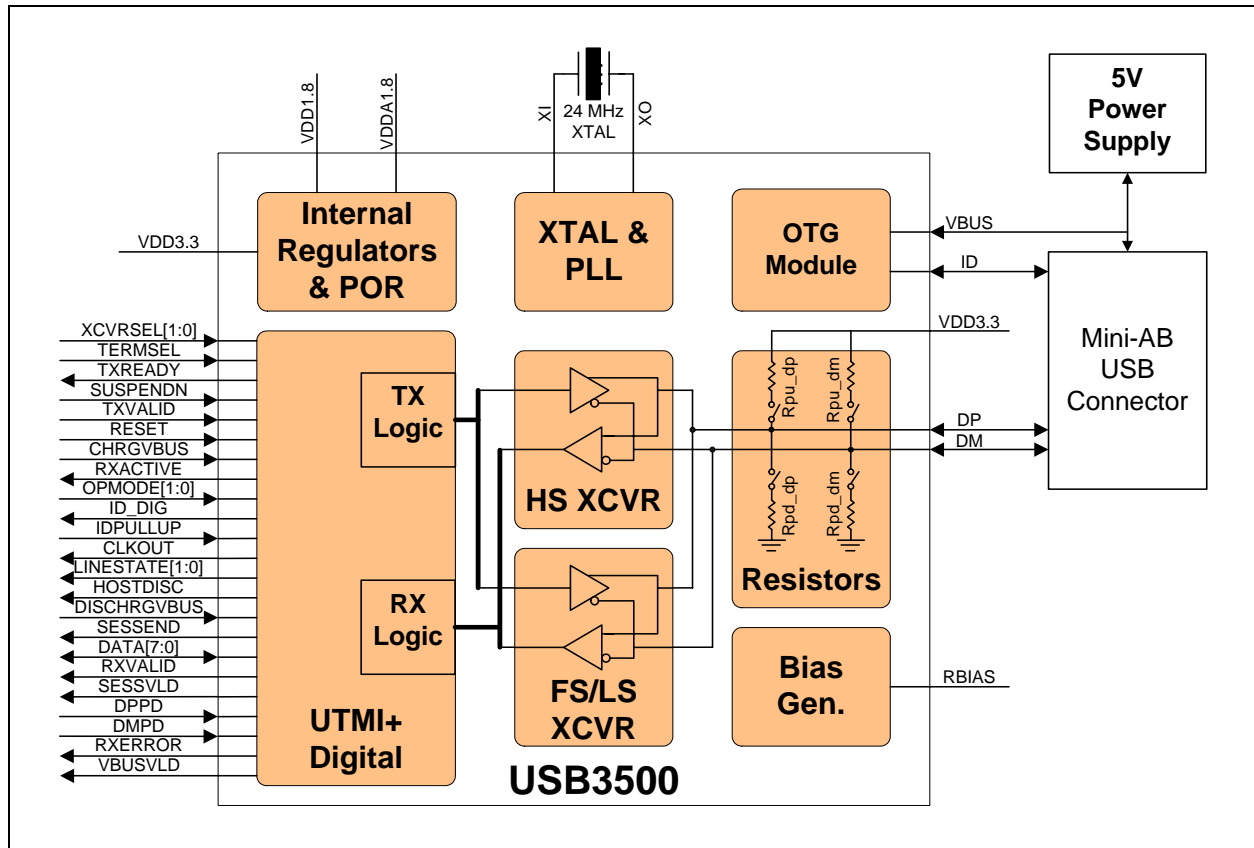 VDD1.8
VDDA1.8
XI
24 MHz
XTAL
XO
5V
Power
Supply
Internal
Regulators
& POR
XTAL &
PLL
OTG
Module
VBUS
ID
VDD3.3
VDD3.3
Mini-AB
USB
Connector
XCVRSEL[1:0]
TERMSEL
TXREADY
SUSPENDN
TXVALID
RESET
CHRGVBUS
RXACTIVE
OPMODE[1:0]
ID_DIG
IDPULLUP
CLKOUT
LINESTATE[1:0]
HOSTDISC
DISCHRGVBUS
SESSEND
DATA[7:0]
RXVALID
SESSVLD
DPPD
DMPD
RXERROR
VBUSVLD
TX
Logic
RX
Logic
UTMI+
Digital
HS XCVR
FS/LS
XCVR
Rpu_dp
Rpu_dm
Rpd_dp
Rpd_dm
Resistors
DP
DM
Bias
Gen.
RBIAS
USB3500